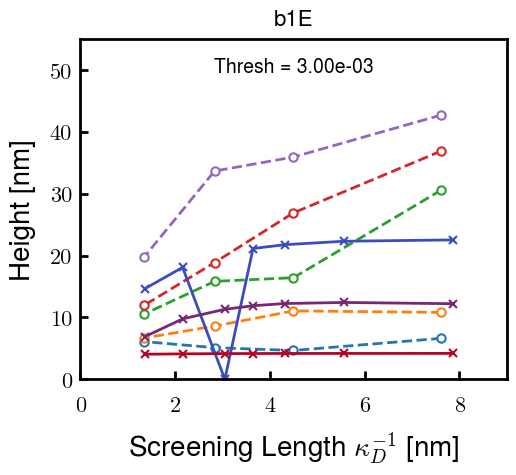 b1E
Thresh = 3.00e-03
50
40
30
20
10
0
Height [nm]
0 2 4 6 8
Screening Length κ_D^{-1} [nm]